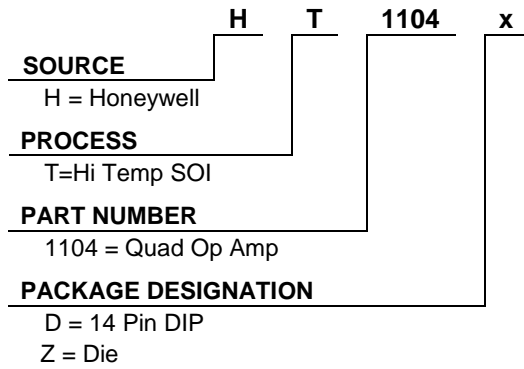 H T 1104 x
SOURCE
H = Honeywell
PROCESS
T=Hi Temp SOI
PART NUMBER
1104 = Quad Op Amp
PACKAGE DESIGNATION
D = 14 Pin DIP
Z = Die